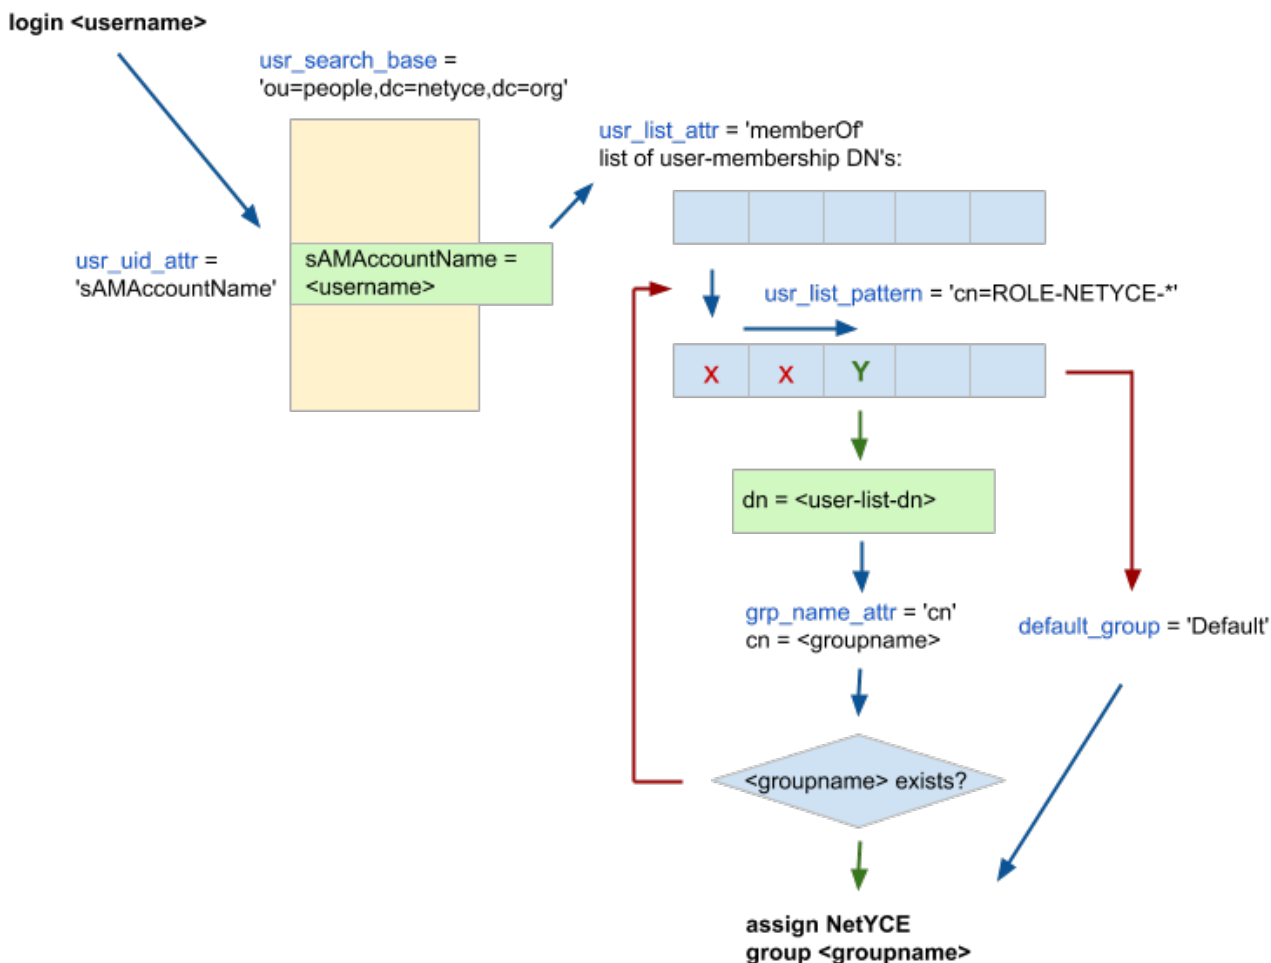 login <username>
usr_search_base =
'ou=people,dc=netyce,dc=org'
usr_list_attr = 'memberOf'
list of user-membership DN's:
usr_uid_attr =
'sAMAccountName'
sAMAccountName =
<username>
usr_list_pattern = 'cn=ROLE-NETYCE-*'
x x Y
dn = <user-list-dn>
grp_name_attr = 'cn'
cn = <groupname>
default_group = 'Default'
<groupname> exists?
assign NetYCE
group <groupname>